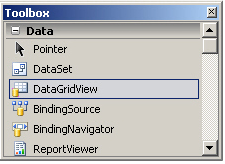 Toolbox
Data
Pointer
DataSet
DataGridView
BindingSource
BindingNavigator
ReportViewer